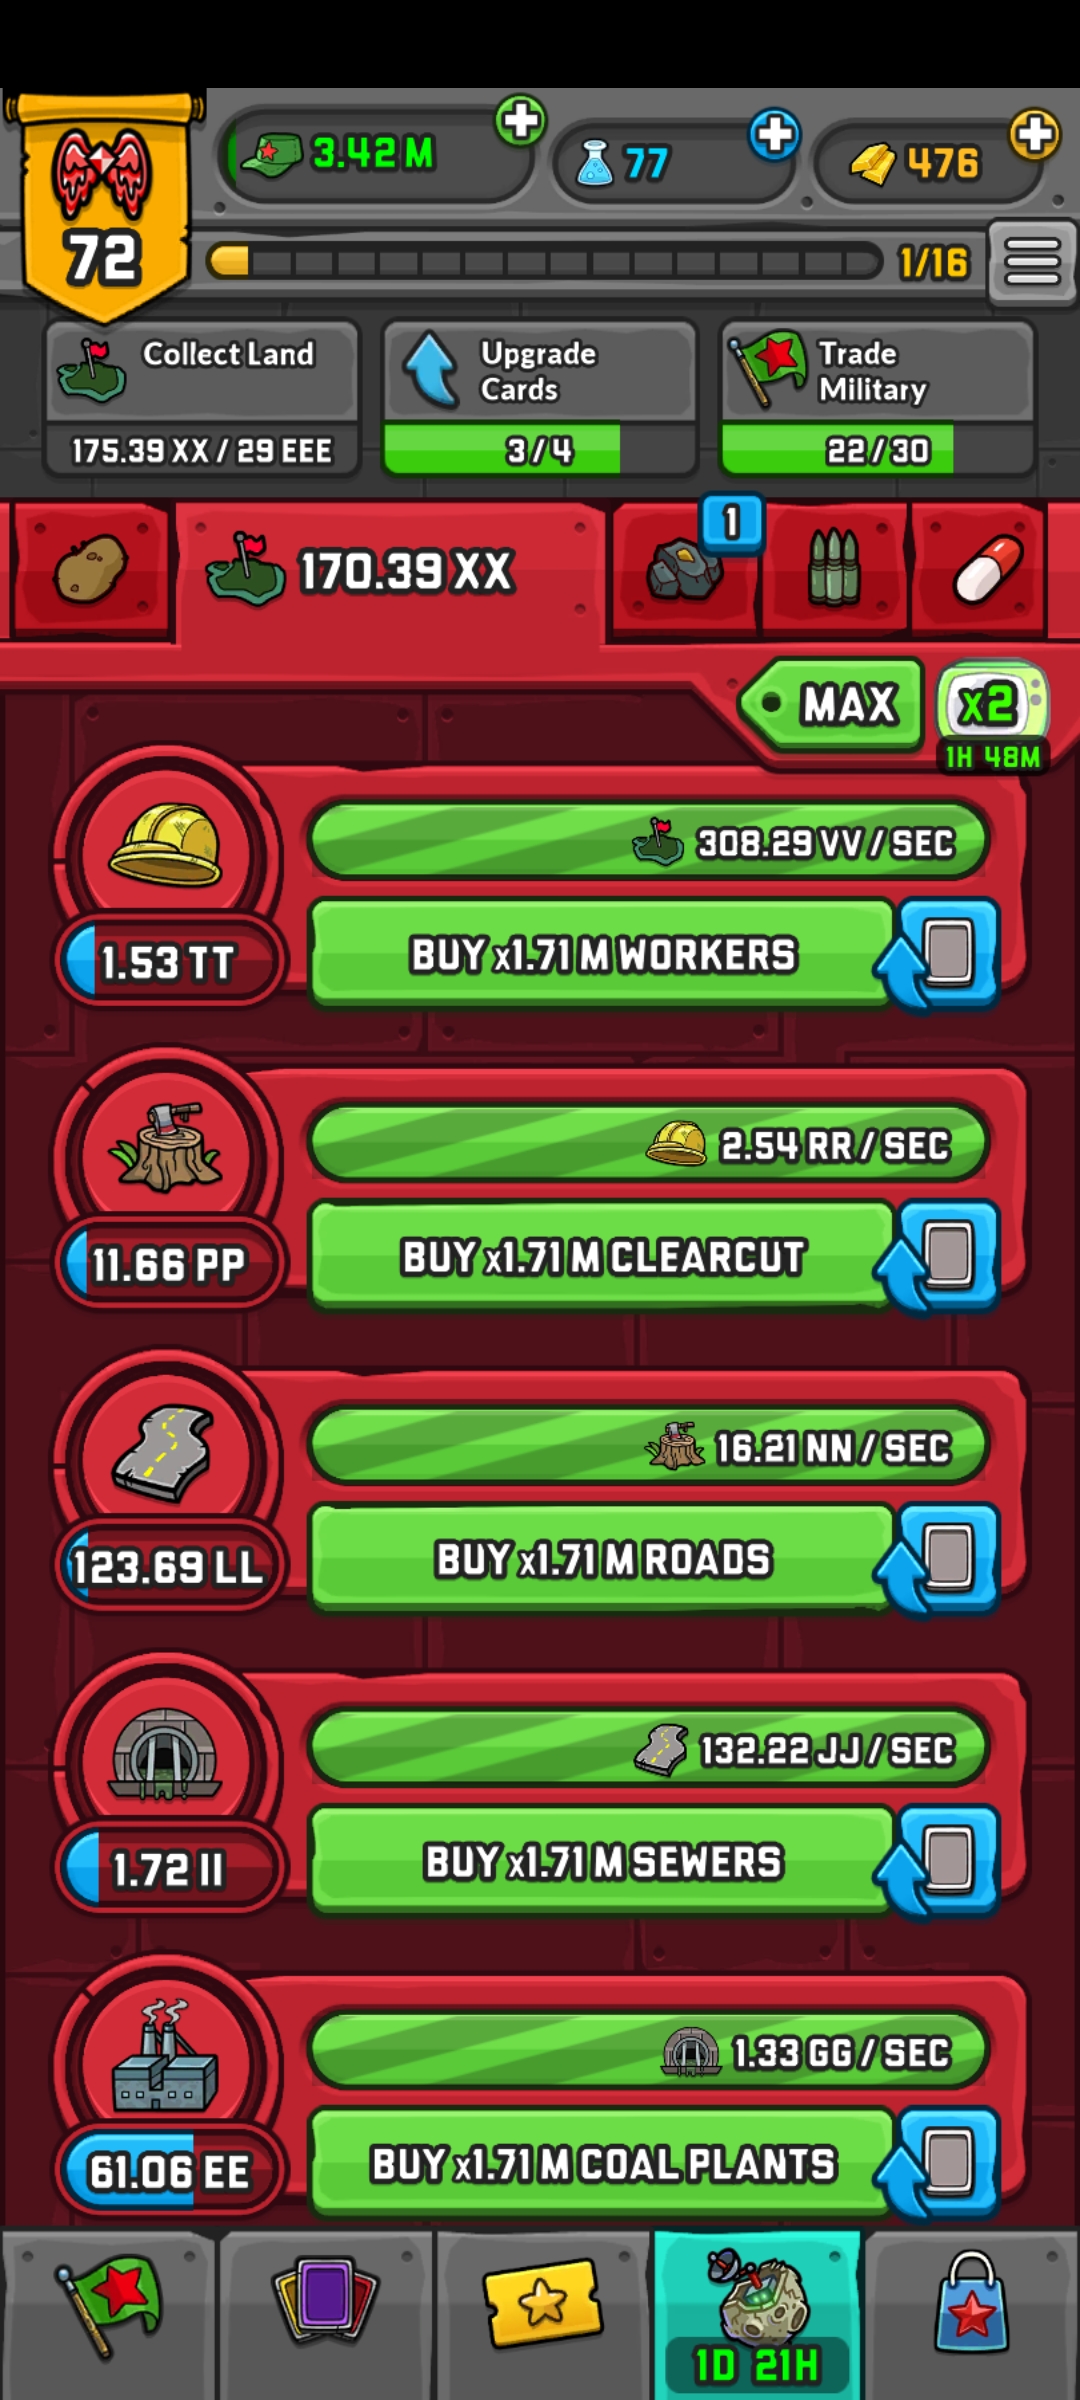 3.42 M
77
476
72
1/16
Collect Land
175.39 XX / 29 EEE
Upgrade
Cards
3/4
Trade
Military
22/30
170.39 XX
1
MAX
x2
1H 48M
308.29 VV / SEC
1.53 TT
BUY x1.71 M WORKERS
2.54 RR / SEC
11.66 PP
BUY x1.71 M CLEARCUT
16.21 NN / SEC
123.69 LL
BUY x1.71 M ROADS
132.22 JJ / SEC
1.72 II
BUY x1.71 M SEWERS
1.33 GG / SEC
61.06 EE
BUY x1.71 M COAL PLANTS
1D 21H